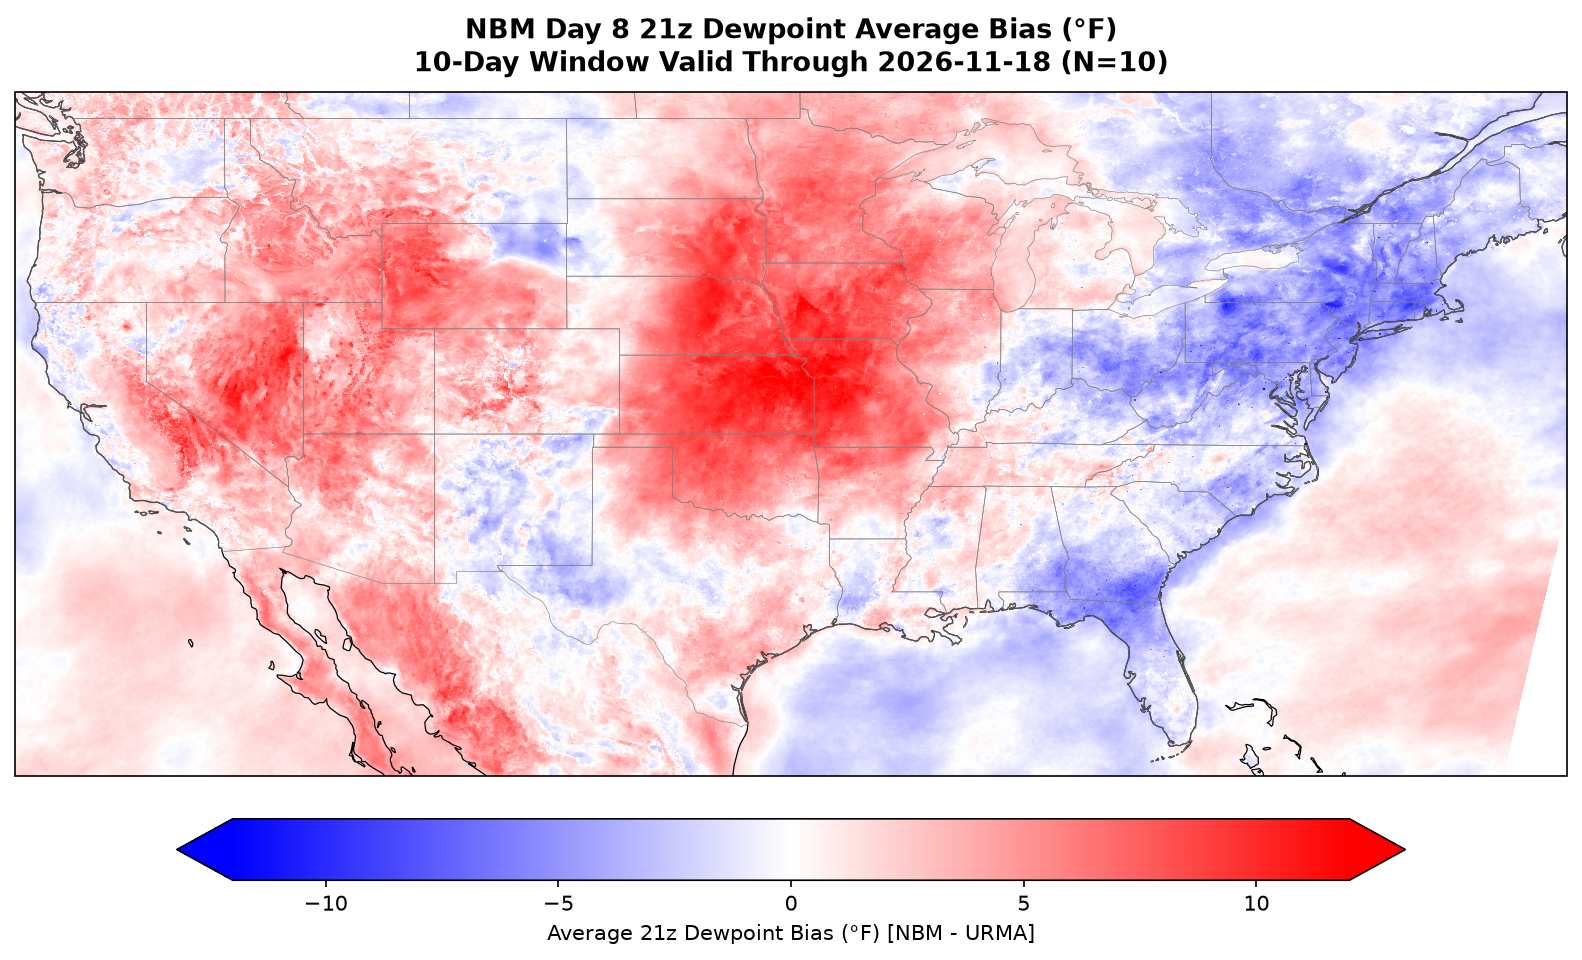 NBM Day 8 21z Dewpoint Average Bias (°F)
10-Day Window Valid Through 2026-11-18 (N=10)
−10 −5 0 5 10
Average 21z Dewpoint Bias (°F) [NBM - URMA]